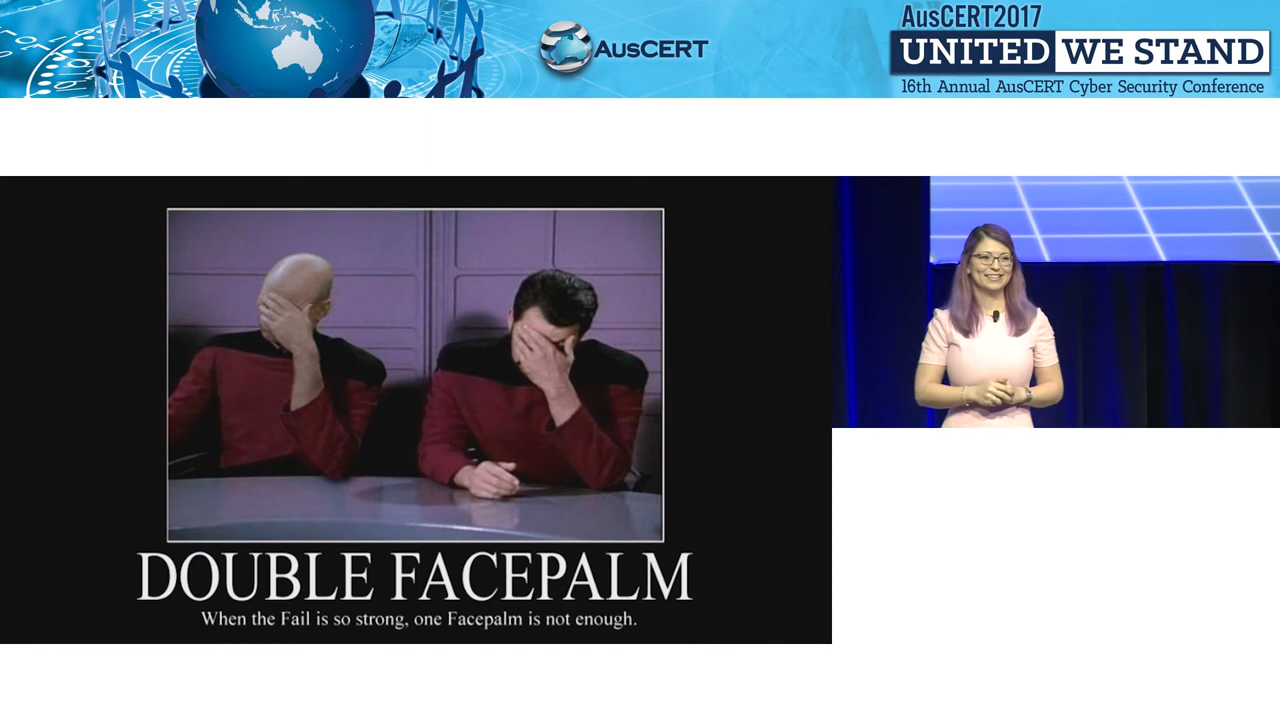 AusCERT
AusCERT2017
UNITED WE STAND
16th Annual AusCERT Cyber Security Conference
DOUBLE FACEPALM
When the Fail is so strong, one Facepalm is not enough.